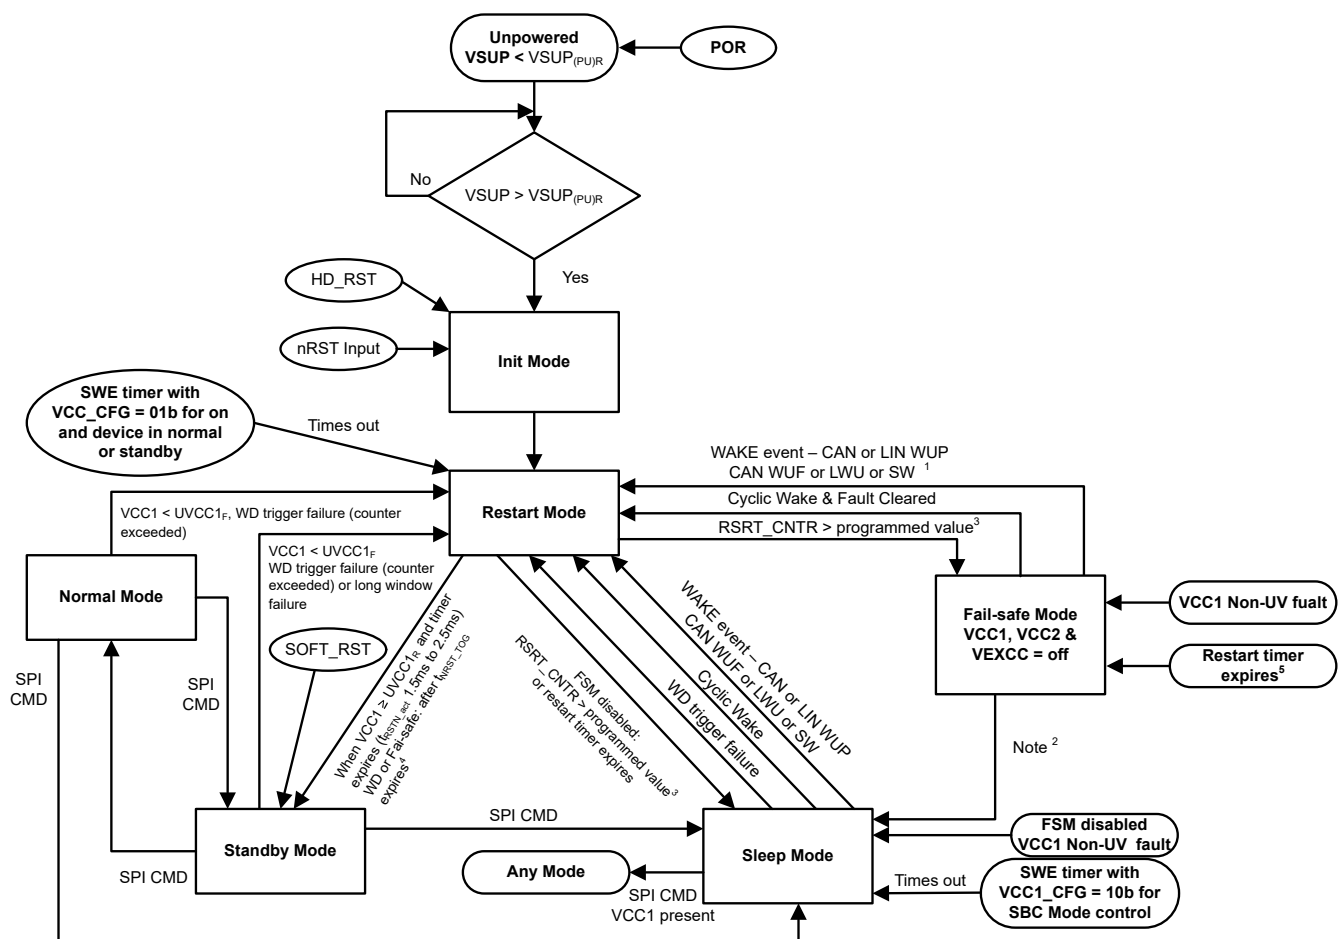 Unpowered
VSUP < VSUP(PU)R
POR
No
VSUP > VSUP(PU)R
Yes
HD_RST
nRST Input
Init Mode
SWE timer with
VCC_CFG = 01b for on
and device in normal
or standby
Times out
WAKE event – CAN or LIN WUP
CAN WUF or LWU or SW 1
Cyclic Wake & Fault Cleared
RSRT_CNTR > programmed value3
Restart Mode
VCC1 < UVCC1F, WD trigger failure (counter
exceeded)
VCC1 < UVCC1F
WD trigger failure (counter
exceeded) or long window
failure
Normal Mode
SOFT_RST
Fail-safe Mode
VCC1, VCC2 &
VEXCC = off
VCC1 Non-UV fualt
Restart timer
expires5
SPI
CMD
SPI
CMD
When VCC1 ≥ UVCC1R and timer
expires (tRSTN_act 1.5ms to 2.5ms)
WD or Fai-safe: after tNRST_TOG
expires4
FSM disabled:
RSRT_CNTR > programmed value3
or restart timer expires
WD trigger failure
Cyclic Wake
WAKE event – CAN or LIN WUP
CAN WUF or LWU or SW
Note 2
Standby Mode
SPI CMD
SPI CMD
Sleep Mode
Any Mode
SPI CMD
VCC1 present
FSM disabled
VCC1 Non-UV fault
Times out
SWE timer with
VCC1_CFG = 10b for
SBC Mode control